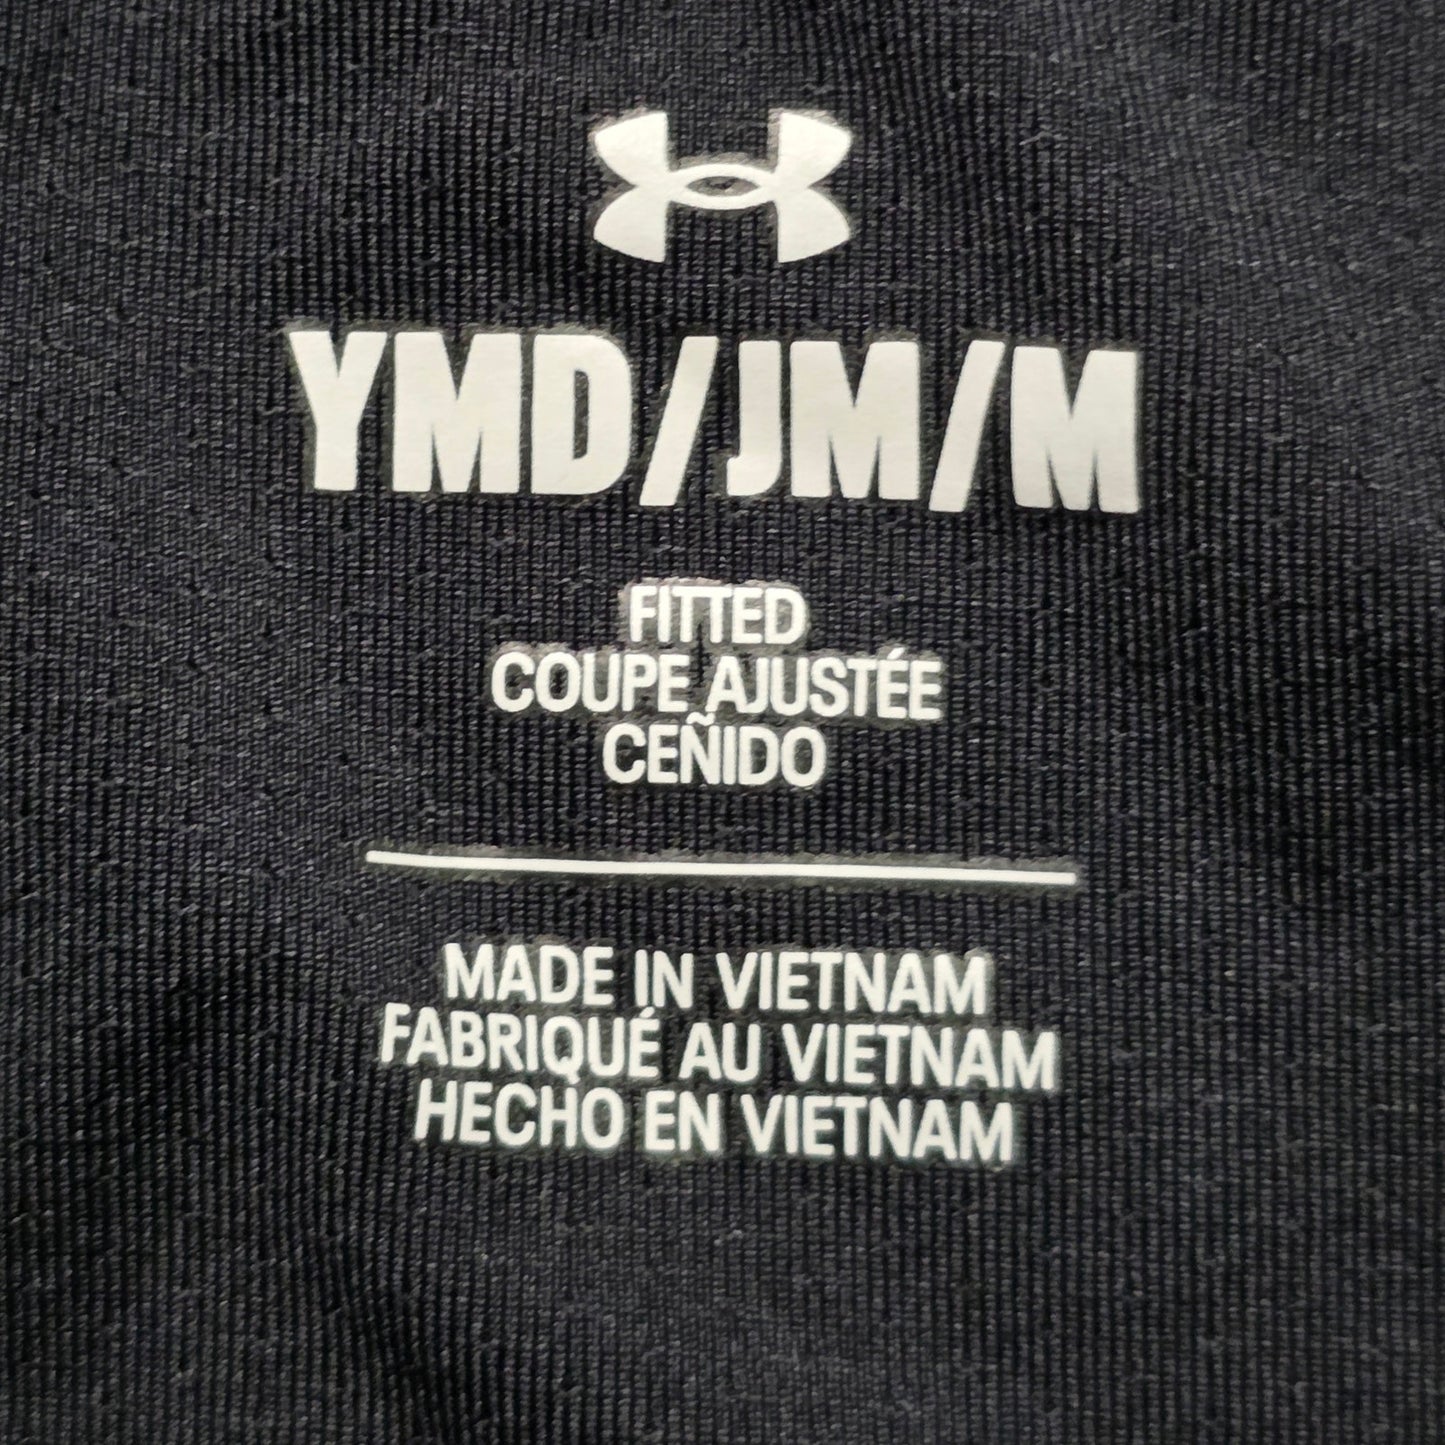 YMD/JM/M
FITTED
COUPE AJUSTÉE
CEÑIDO
MADE IN VIETNAM
FABRIQUÉ AU VIETNAM
HECHO EN VIETNAM